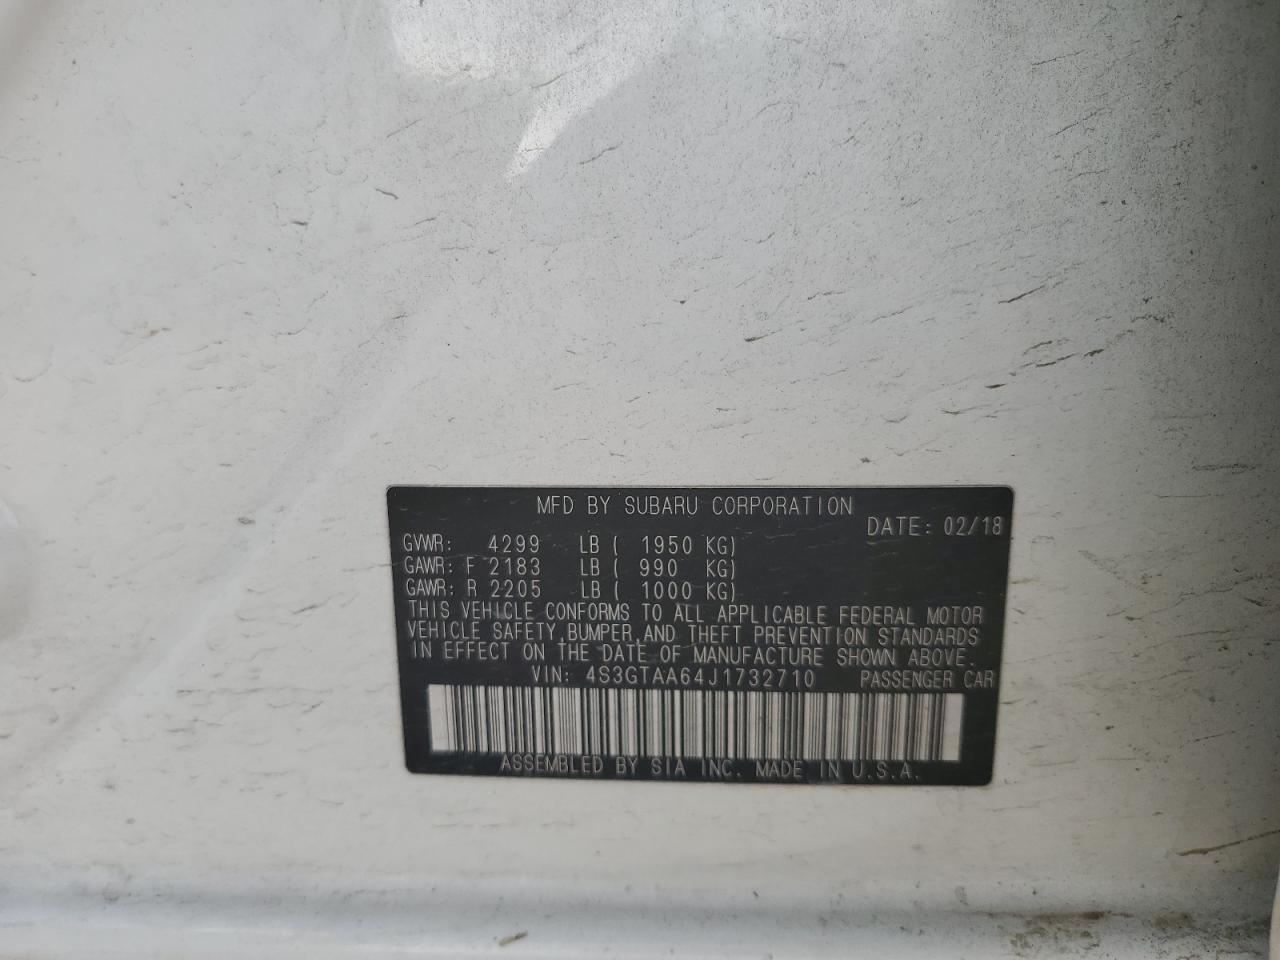 MFD BY SUBARU CORPORATION
DATE: 02/18
GVWR: 4299 LB ( 1950 KG)
GAWR: F 2183 LB ( 990 KG)
GAWR: R 2205 LB ( 1000 KG)
THIS VEHICLE CONFORMS TO ALL APPLICABLE FEDERAL MOTOR
VEHICLE SAFETY, BUMPER, AND THEFT PREVENTION STANDARDS
IN EFFECT ON THE DATE OF MANUFACTURE SHOWN ABOVE.
VIN: 4S3GTAA64J1732710 PASSENGER CAR
ASSEMBLED BY SIA INC. MADE IN U.S.A.